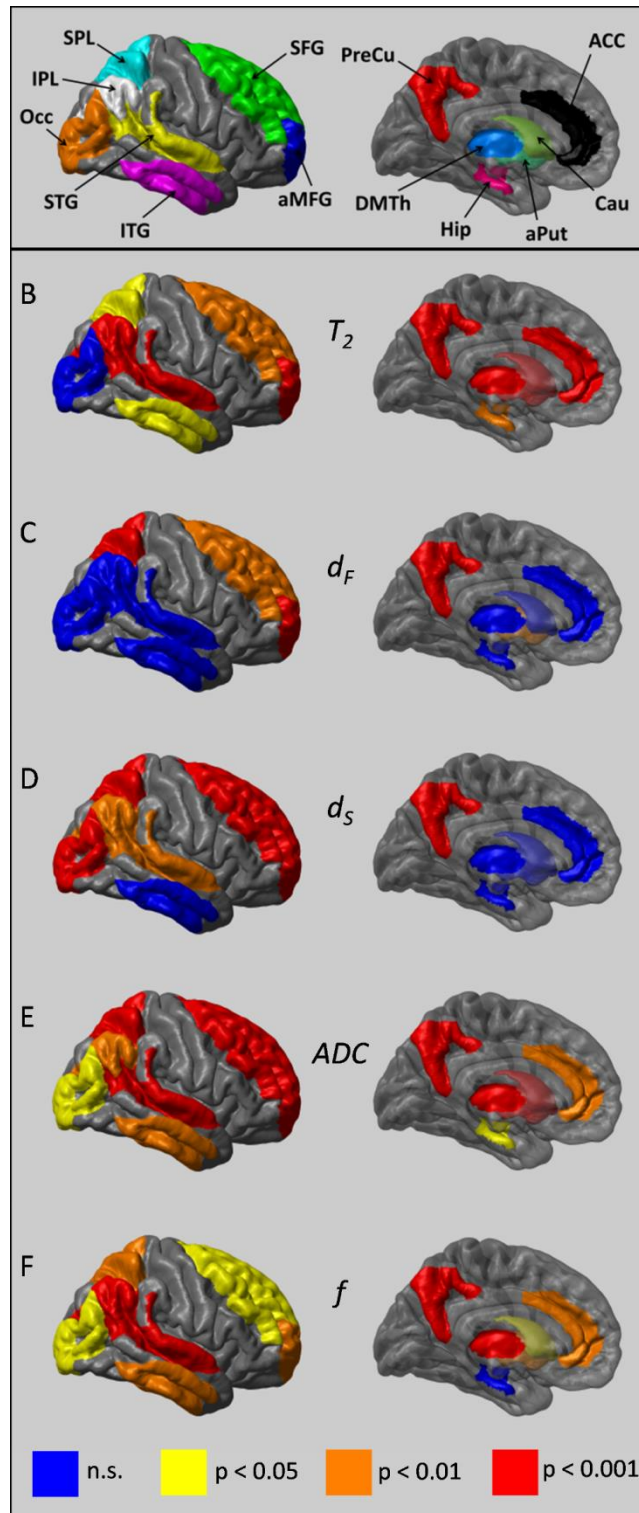 SPL
SFG
IPL
Occ
STG
ITG
aMFG
PreCu
ACC
DMTh
Hip
aPut
Cau
B
T2
C
dF
D
dS
E
ADC
F
f
n.s.
p < 0.05
p < 0.01
p < 0.001